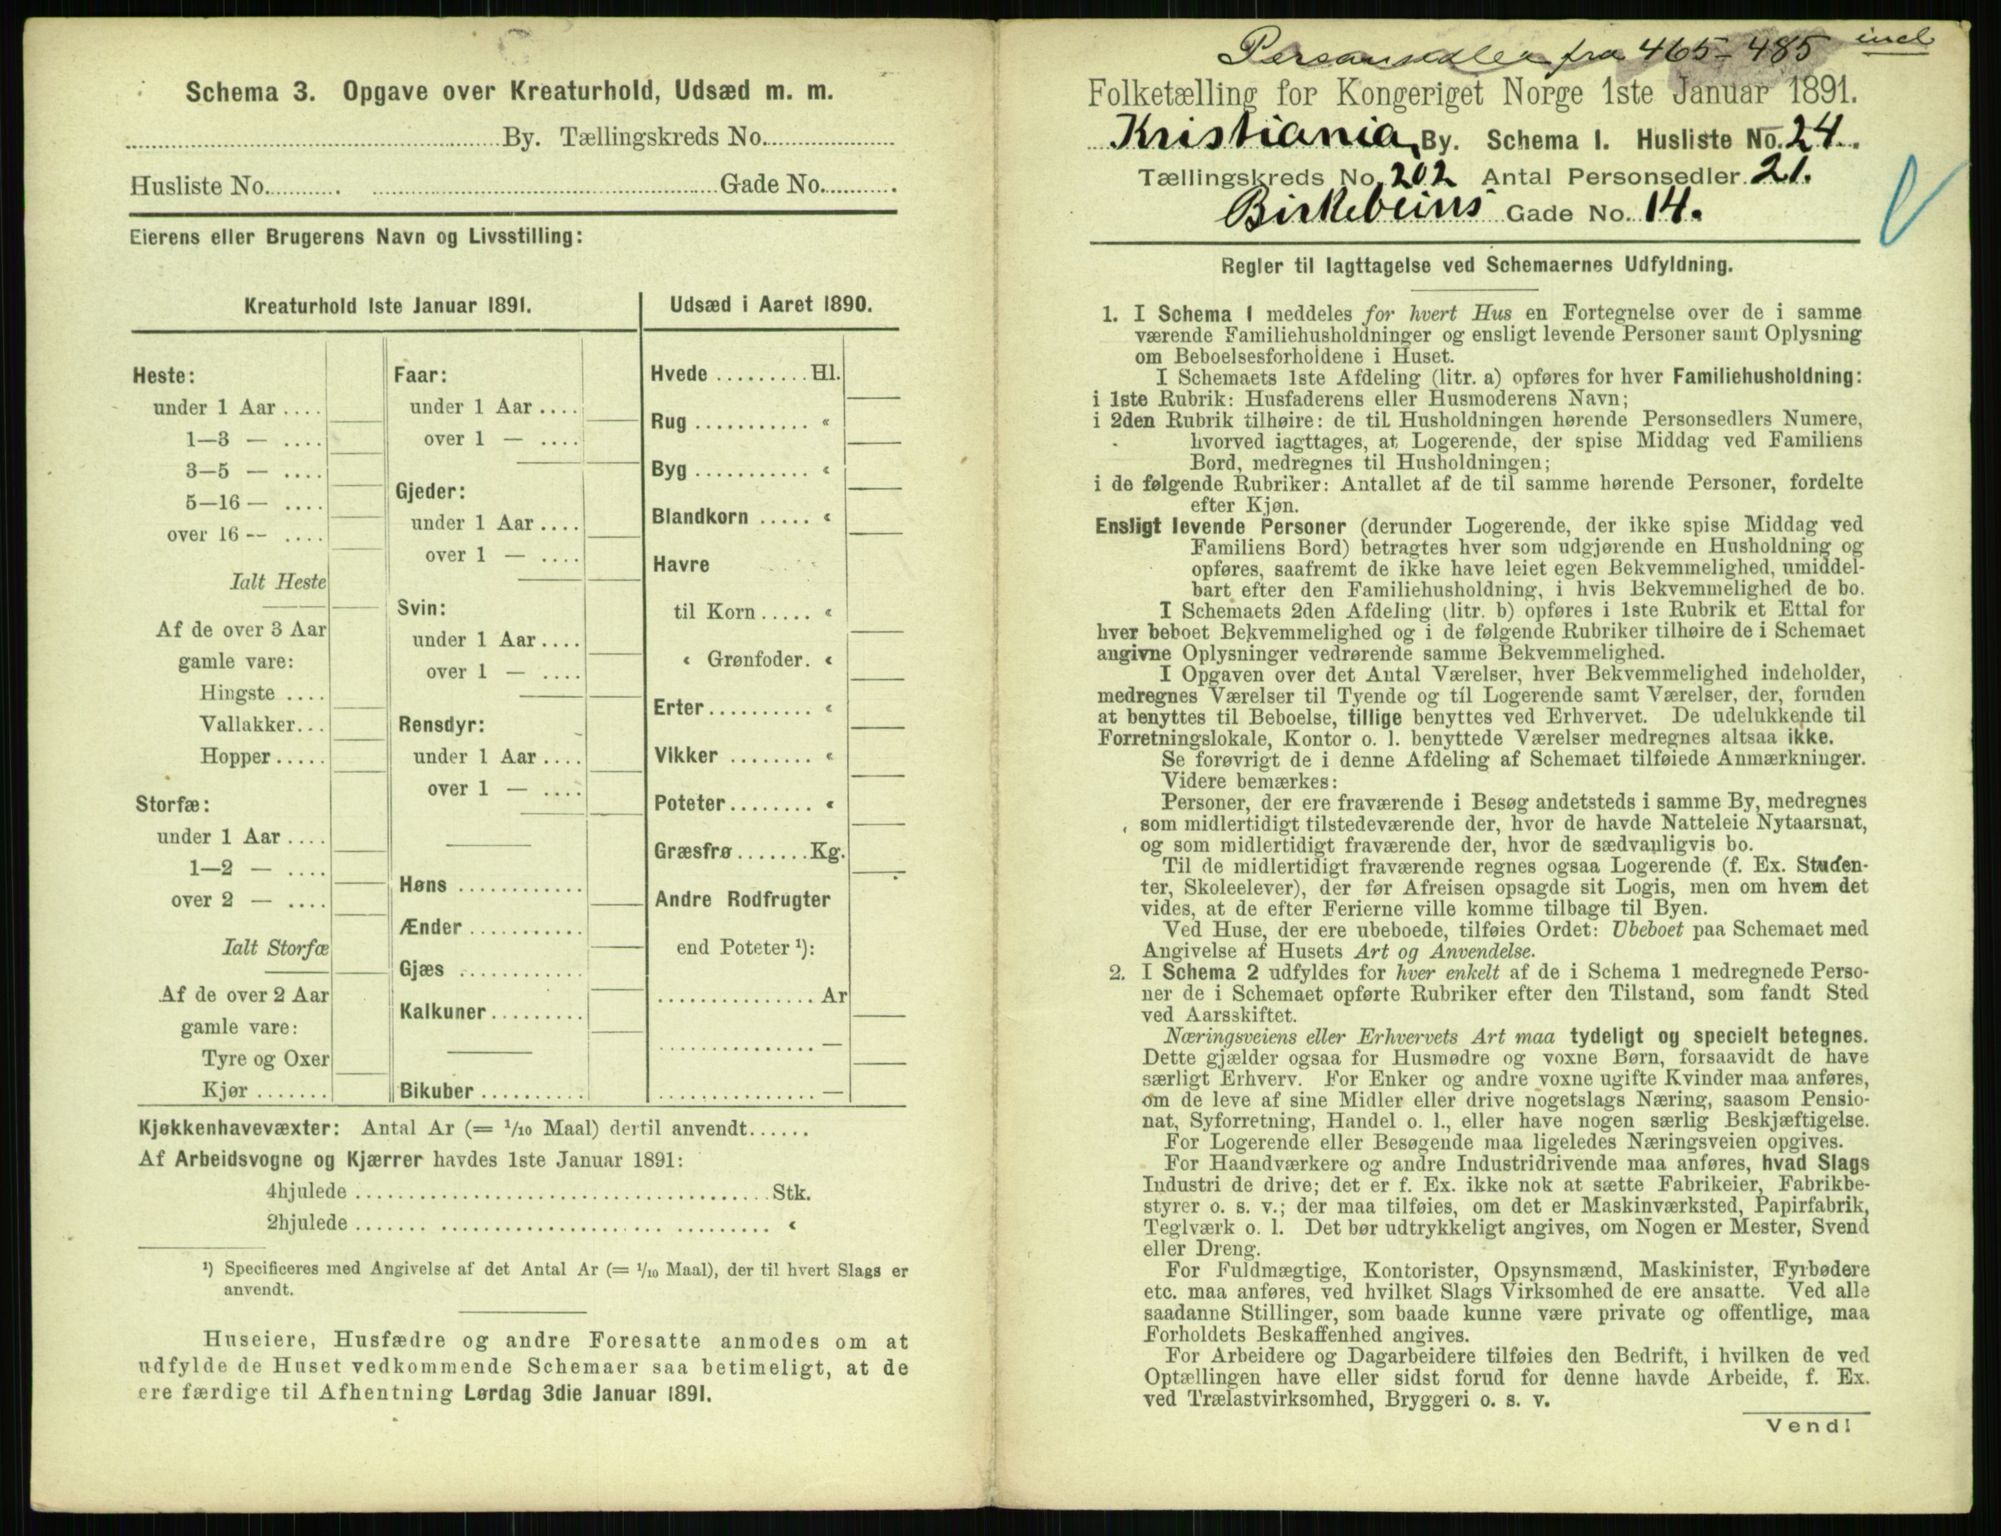 Schema 3. Opgave over Kreaturhold, Udsæd m. m.
By. Tællingskreds No.
Husliste No. Gade No.
Eierens eller Brugerens Navn og Livsstilling:
Kreaturhold 1ste Januar 1891.
Heste:
under 1 Aar ....
1—3 — ....
3—5 — ....
5—16 — ....
over 16 — ....
Ialt Heste
Af de over 3 Aar
gamle vare:
Hingste ....
Vallakker...
Hopper.....
Storfæ:
under 1 Aar ....
1—2 — ....
over 2 — ....
Ialt Storfæ
Af de over 2 Aar
gamle vare:
Tyre og Oxer
Kjør .......
Faar:
under 1 Aar ....
over 1 — ....
Gjeder:
under 1 Aar ....
over 1 — ....
Svin:
under 1 Aar ....
over 1 — ....
Rensdyr:
under 1 Aar ....
over 1 — ....
Høns ............
Ænder ...........
Gjæs ............
Kalkuner.........
Bikuber ..........
Udsæd i Aaret 1890.
Hvede ......... Hl.
Rug ........... «
Byg ........... «
Blandkorn ..... «
Havre
til Korn ..... «
« Grønfoder. «
Erter.......... «
Vikker ........ «
Poteter........ «
Græsfrø....... Kg.
Andre Rodfrugter
end Poteter ¹):
............... Ar
............... —
............... —
Kjøkkenhavevæxter: Antal Ar (= 1/10 Maal) dertil anvendt......
Af Arbeidsvogne og Kjærrer havdes 1ste Januar 1891:
4hjulede ........................................ Stk.
2hjulede ........................................ «
¹) Specificeres med Angivelse af det Antal Ar (= 1/10 Maal), der til hvert Slags er
anvendt.
Huseiere, Husfædre og andre Foresatte anmodes om at
udfylde de Huset vedkommende Schemaer saa betimeligt, at de
ere færdige til Afhentning Lørdag 3die Januar 1891.
Personsedler fra 465-485 incl
Folketælling for Kongeriget Norge 1ste Januar 1891.
Kristiania By. Schema I. Husliste No. 24.
Tællingskreds No. 202 Antal Personsedler 21.
Birkebeins Gade No. 14.
Regler til Iagttagelse ved Schemaernes Udfyldning.
1. I Schema I meddeles for hvert Hus en Fortegnelse over de i samme
værende Familiehusholdninger og ensligt levende Personer samt Oplysning
om Beboelsesforholdene i Huset.
I Schemaets 1ste Afdeling (litr. a) opføres for hver Familiehusholdning:
i 1ste Rubrik: Husfaderens eller Husmoderens Navn;
i 2den Rubrik tilhøire: de til Husholdningen hørende Personsedlers Numere,
hvorved iagttages, at Logerende, der spise Middag ved Familiens
Bord, medregnes til Husholdningen;
i de følgende Rubriker: Antallet af de til samme hørende Personer, fordelte
efter Kjøn.
Ensligt levende Personer (derunder Logerende, der ikke spise Middag ved
Familiens Bord) betragtes hver som udgjørende en Husholdning og
opføres, saafremt de ikke have leiet egen Bekvemmelighed, umiddel-
bart efter den Familiehusholdning, i hvis Bekvemmelighed de bo.
I Schemaets 2den Afdeling (litr. b) opføres i 1ste Rubrik et Ettal for
hver beboet Bekvemmelighed og i de følgende Rubriker tilhøire de i Schemaet
angivne Oplysninger vedrørende samme Bekvemmelighed.
I Opgaven over det Antal Værelser, hver Bekvemmelighed indeholder,
medregnes Værelser til Tyende og til Logerende samt Værelser, der, foruden
at benyttes til Beboelse, tillige benyttes ved Erhvervet. De udelukkende til
Forretningslokale, Kontor o. l. benyttede Værelser medregnes altsaa ikke.
Se forøvrigt de i denne Afdeling af Schemaet tilføiede Anmærkninger.
Videre bemærkes:
Personer, der ere fraværende i Besøg andetsteds i samme By, medregnes
som midlertidigt tilstedeværende der, hvor de havde Natteleie Nytaarsnat,
og som midlertidigt fraværende der, hvor de sædvanligvis bo.
Til de midlertidigt fraværende regnes ogsaa Logerende (f. Ex. Studen-
ter, Skoleelever), der før Afreisen opsagde sit Logis, men om hvem det
vides, at de efter Ferierne ville komme tilbage til Byen.
Ved Huse, der ere ubeboede, tilføies Ordet: Ubeboet paa Schemaet med
Angivelse af Husets Art og Anvendelse.
2. I Schema 2 udfyldes for hver enkelt af de i Schema 1 medregnede Perso-
ner de i Schemaet opførte Rubriker efter den Tilstand, som fandt Sted
ved Aarsskiftet.
Næringsveiens eller Erhvervets Art maa tydeligt og specielt betegnes.
Dette gjælder ogsaa for Husmødre og voxne Børn, forsaavidt de have
særligt Erhverv. For Enker og andre voxne ugifte Kvinder maa anføres,
om de leve af sine Midler eller drive nogetslags Næring, saasom Pensio-
nat, Syforretning, Handel o. l., eller have nogen særlig Beskjæftigelse.
For Logerende eller Besøgende maa ligeledes Næringsveien opgives.
For Haandværkere og andre Industridrivende maa anføres, hvad Slags
Industri de drive; det er f. Ex. ikke nok at sætte Fabrikeier, Fabrikbe-
styrer o. s. v.; der maa tilføies, om det er Maskinværksted, Papirfabrik,
Teglværk o. l. Det bør udtrykkeligt angives, om Nogen er Mester, Svend
eller Dreng.
For Fuldmægtige, Kontorister, Opsynsmænd, Maskinister, Fyrbødere
etc. maa anføres, ved hvilket Slags Virksomhed de ere ansatte. Ved alle
saadanne Stillinger, som baade kunne være private og offentlige, maa
Forholdets Beskaffenhed angives.
For Arbeidere og Dagarbeidere tilføies den Bedrift, i hvilken de ved
Optællingen have eller sidst forud for denne havde Arbeide, f. Ex.
ved Trælastvirksomhed, Bryggeri o. s. v.
Vend!